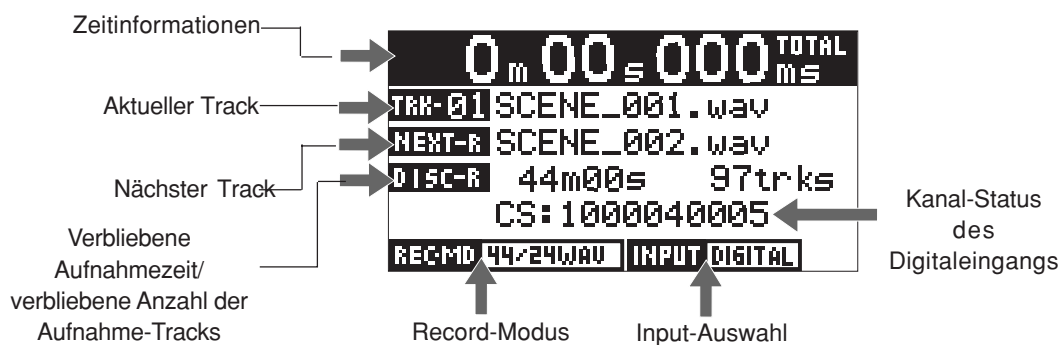 Zeitinformationen
0m00s000ms TOTAL
Aktueller Track
TRK-01 SCENE_001.wav
NEXT-R SCENE_002.wav
Nächster Track
DISC-R 44m00s 97trks
CS:1000040005
Kanal-Status
des
Digitaleingangs
Verbliebene
Aufnahmezeit/
verbliebene Anzahl der
Aufnahme-Tracks
REC-MD 44/24WAV INPUT DIGITAL
Record-Modus
Input-Auswahl